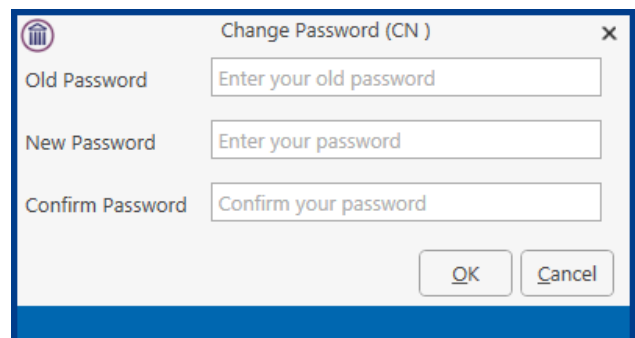 Change Password (CN )
Old Password Enter your old password
New Password Enter your password
Confirm Password Confirm your password
OK Cancel